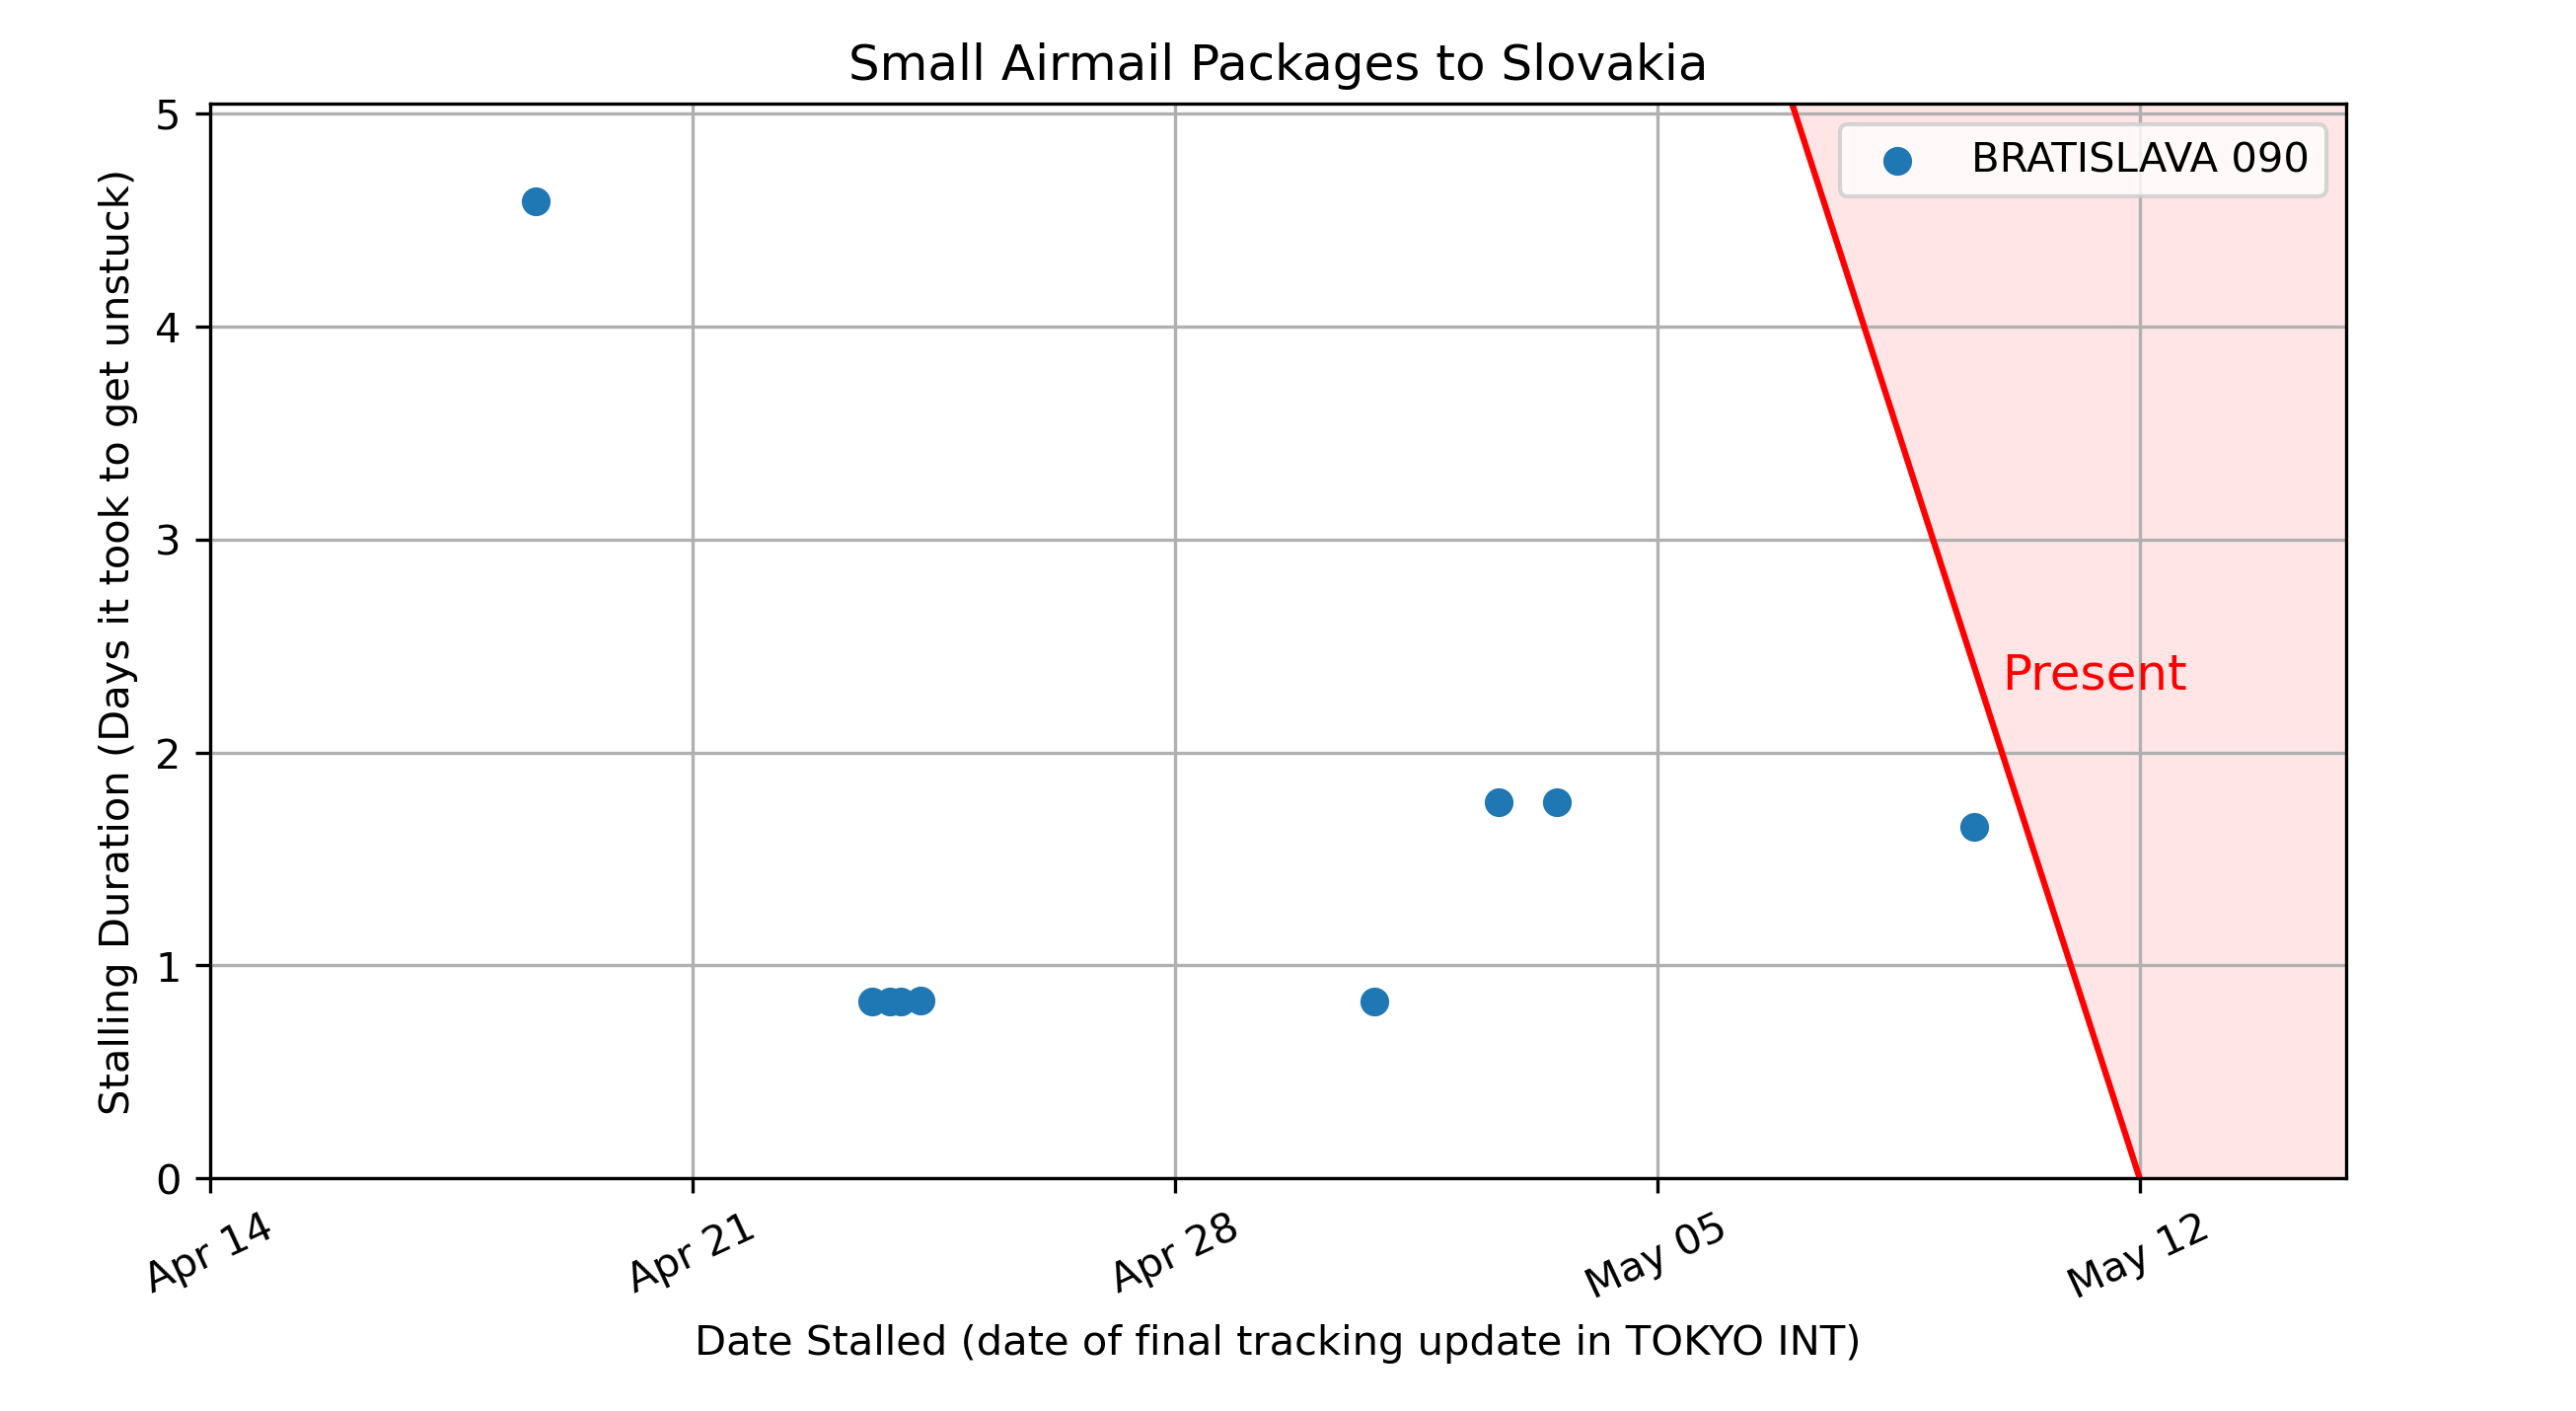 Small Airmail Packages to Slovakia
5
4
3
2
1
0
Stalling Duration (Days it took to get unstuck)
BRATISLAVA 090
Present
Apr 14
Apr 21
Apr 28
May 05
May 12
Date Stalled (date of final tracking update in TOKYO INT)